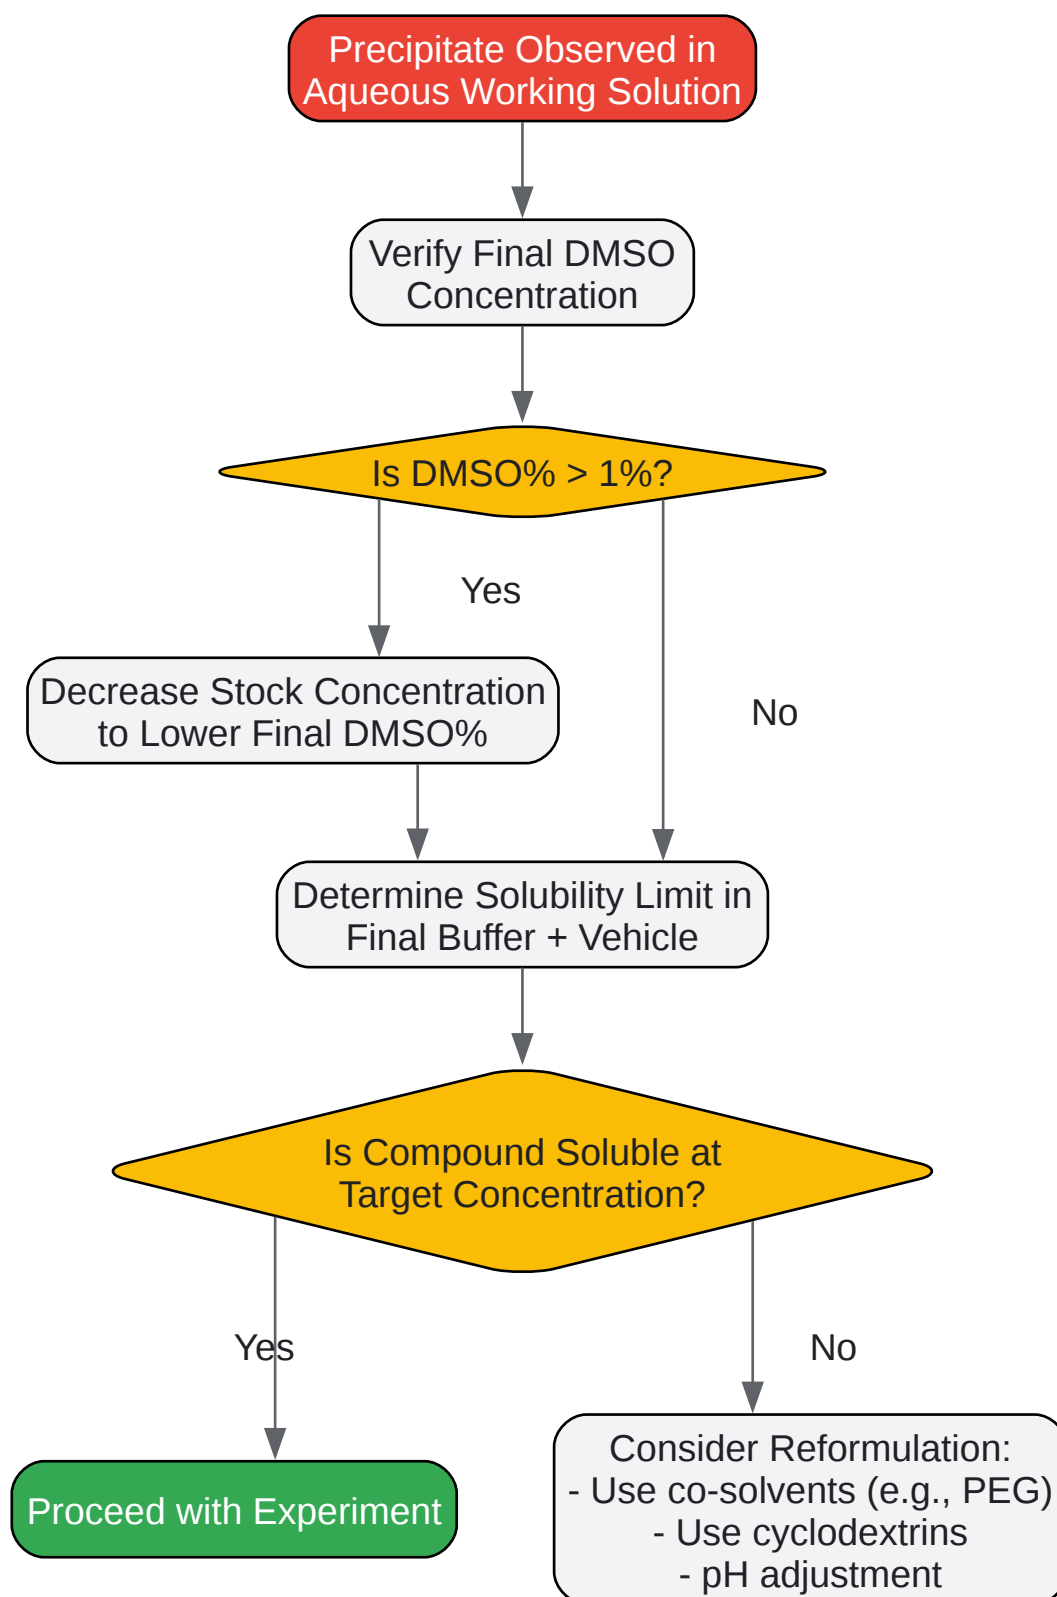 Precipitate Observed in
Aqueous Working Solution
Verify Final DMSO
Concentration
Is DMSO% > 1%?
Yes
Decrease Stock Concentration
to Lower Final DMSO%
No
Determine Solubility Limit in
Final Buffer + Vehicle
Is Compound Soluble at
Target Concentration?
Yes
No
Proceed with Experiment
Consider Reformulation:
- Use co-solvents (e.g., PEG)
- Use cyclodextrins
- pH adjustment